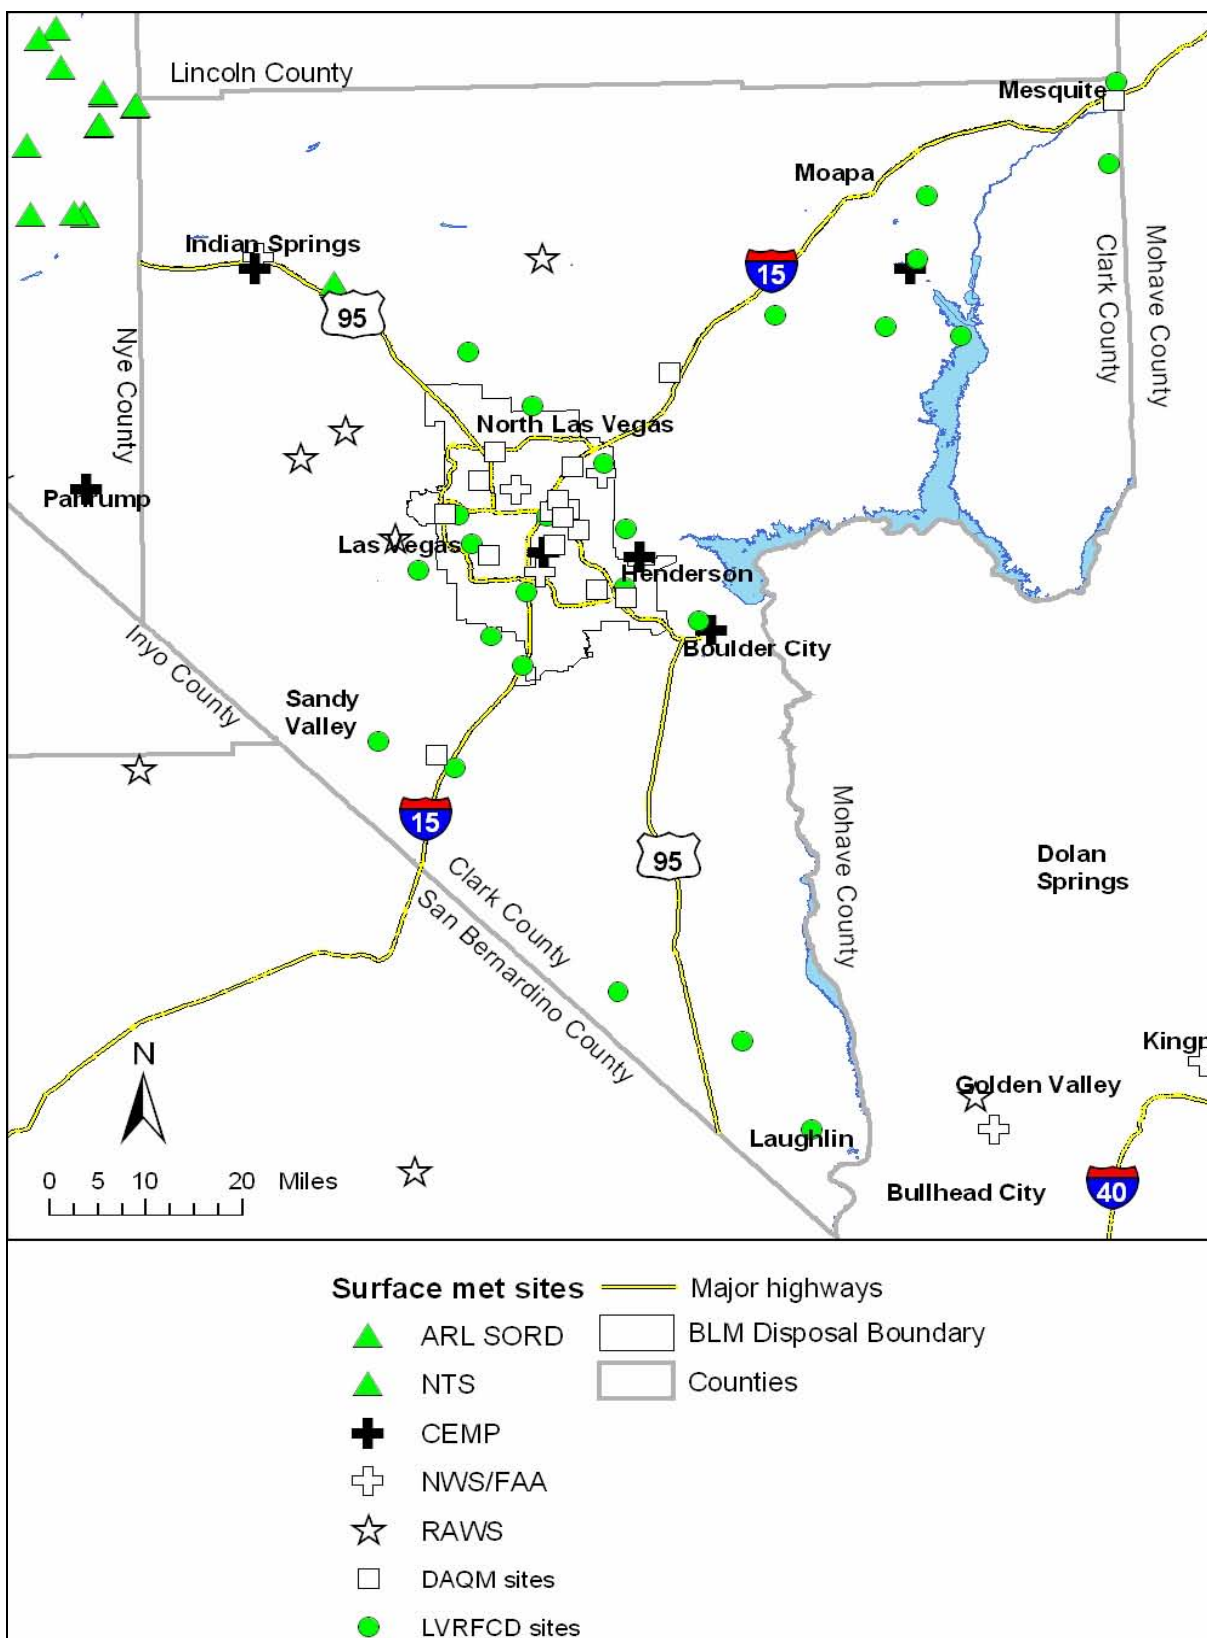 Lincoln County
Mesquite
Moapa
Mohave County
Clark County
Indian Springs
15
95
Nye County
North Las Vegas
Pahrump
Las Vegas
Henderson
Boulder City
Inyo County
Sandy
Valley
15
Mohave County
95
Dolan
Springs
Clark County
San Bernardino County
N
Kingm
Golden Valley
Laughlin
0 5 10 20 Miles
Bullhead City
40
Surface met sites
Major highways
ARL SORD
BLM Disposal Boundary
NTS
Counties
CEMP
NWS/FAA
RAWS
DAQM sites
LVRFCD sites